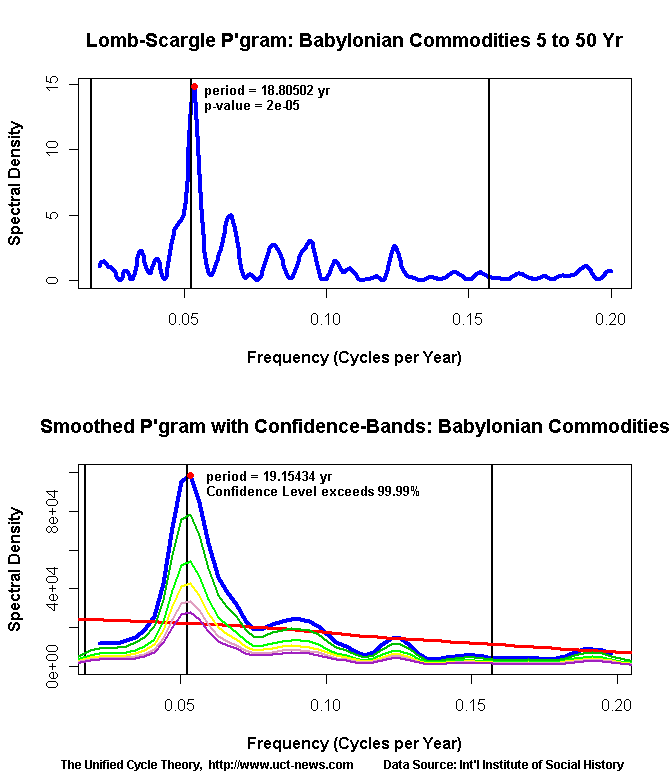 Lomb-Scargle P'gram: Babylonian Commodities 5 to 50 Yr
period = 18.80502 yr
p-value = 2e-05
Spectral Density
15
10
5
0
0.05 0.10 0.15 0.20
Frequency (Cycles per Year)
Smoothed P'gram with Confidence-Bands: Babylonian Commodities
period = 19.15434 yr
Confidence Level exceeds 99.99%
Spectral Density
8e+04
4e+04
0e+00
0.05 0.10 0.15 0.20
Frequency (Cycles per Year)
The Unified Cycle Theory, http://www.uct-news.com Data Source: Int'l Institute of Social History